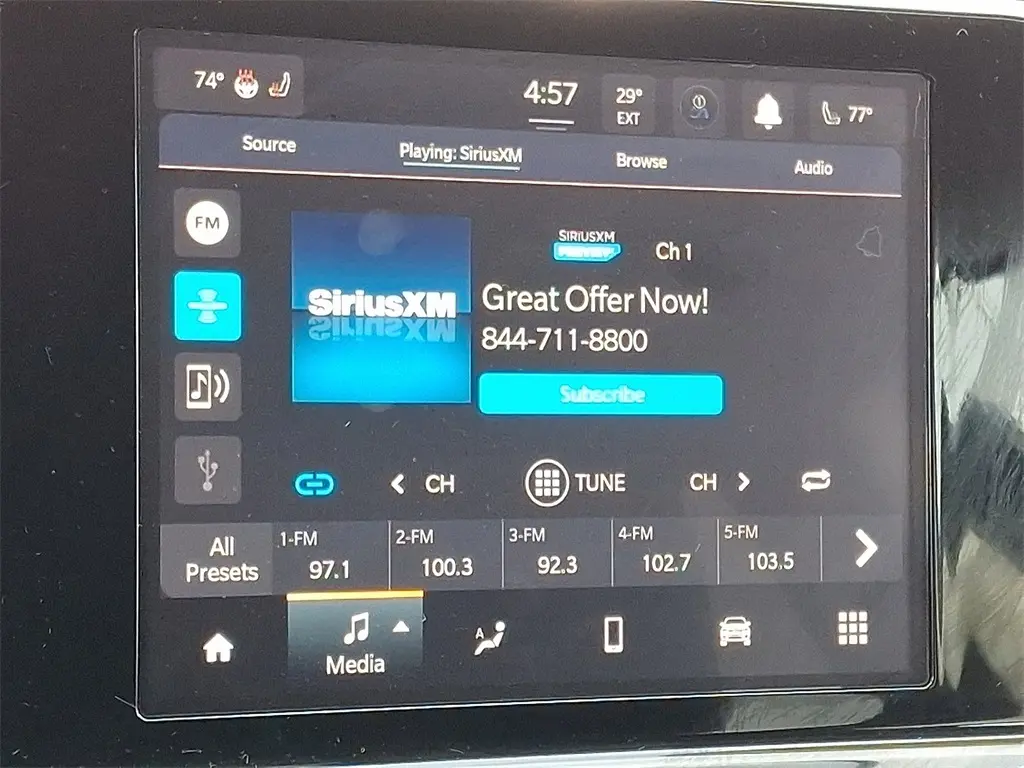 74°
4:57
29°
EXT
77°
Source
Playing: SiriusXM
Browse
Audio
FM
SiriusXM
SIRIUSXM
PREVIEW
Ch 1
Great Offer Now!
844-711-8800
Subscribe
CH
TUNE
CH
All
Presets
1-FM
97.1
2-FM
100.3
3-FM
92.3
4-FM
102.7
5-FM
103.5
A
Media